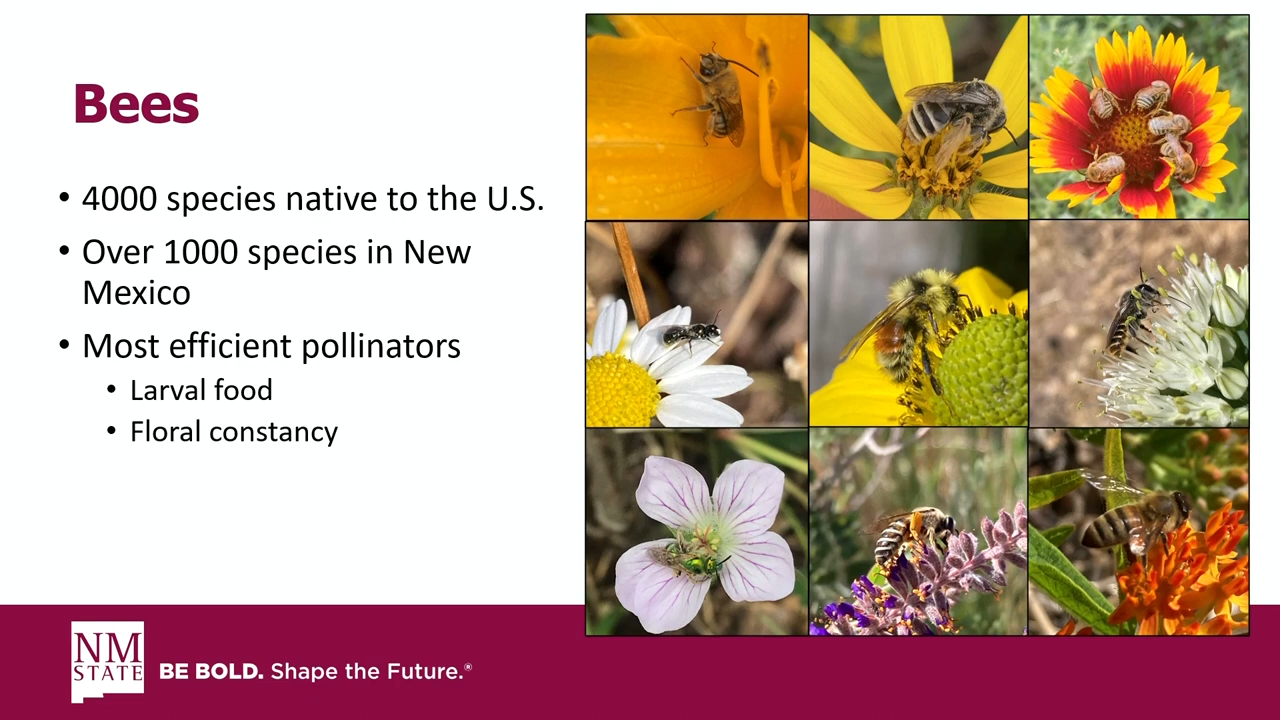 Bees
• 4000 species native to the U.S.
• Over 1000 species in New
Mexico
• Most efficient pollinators
• Larval food
• Floral constancy
NM
STATE
BE BOLD. Shape the Future.®